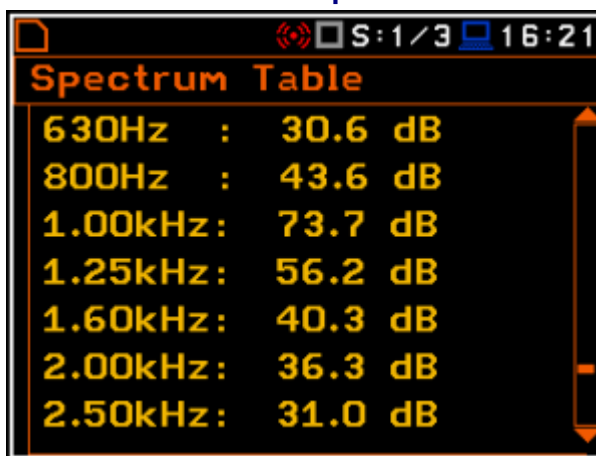 S:1/3 16:21
Spectrum Table
630Hz : 30.6 dB
800Hz : 43.6 dB
1.00kHz: 73.7 dB
1.25kHz: 56.2 dB
1.60kHz: 40.3 dB
2.00kHz: 36.3 dB
2.50kHz: 31.0 dB